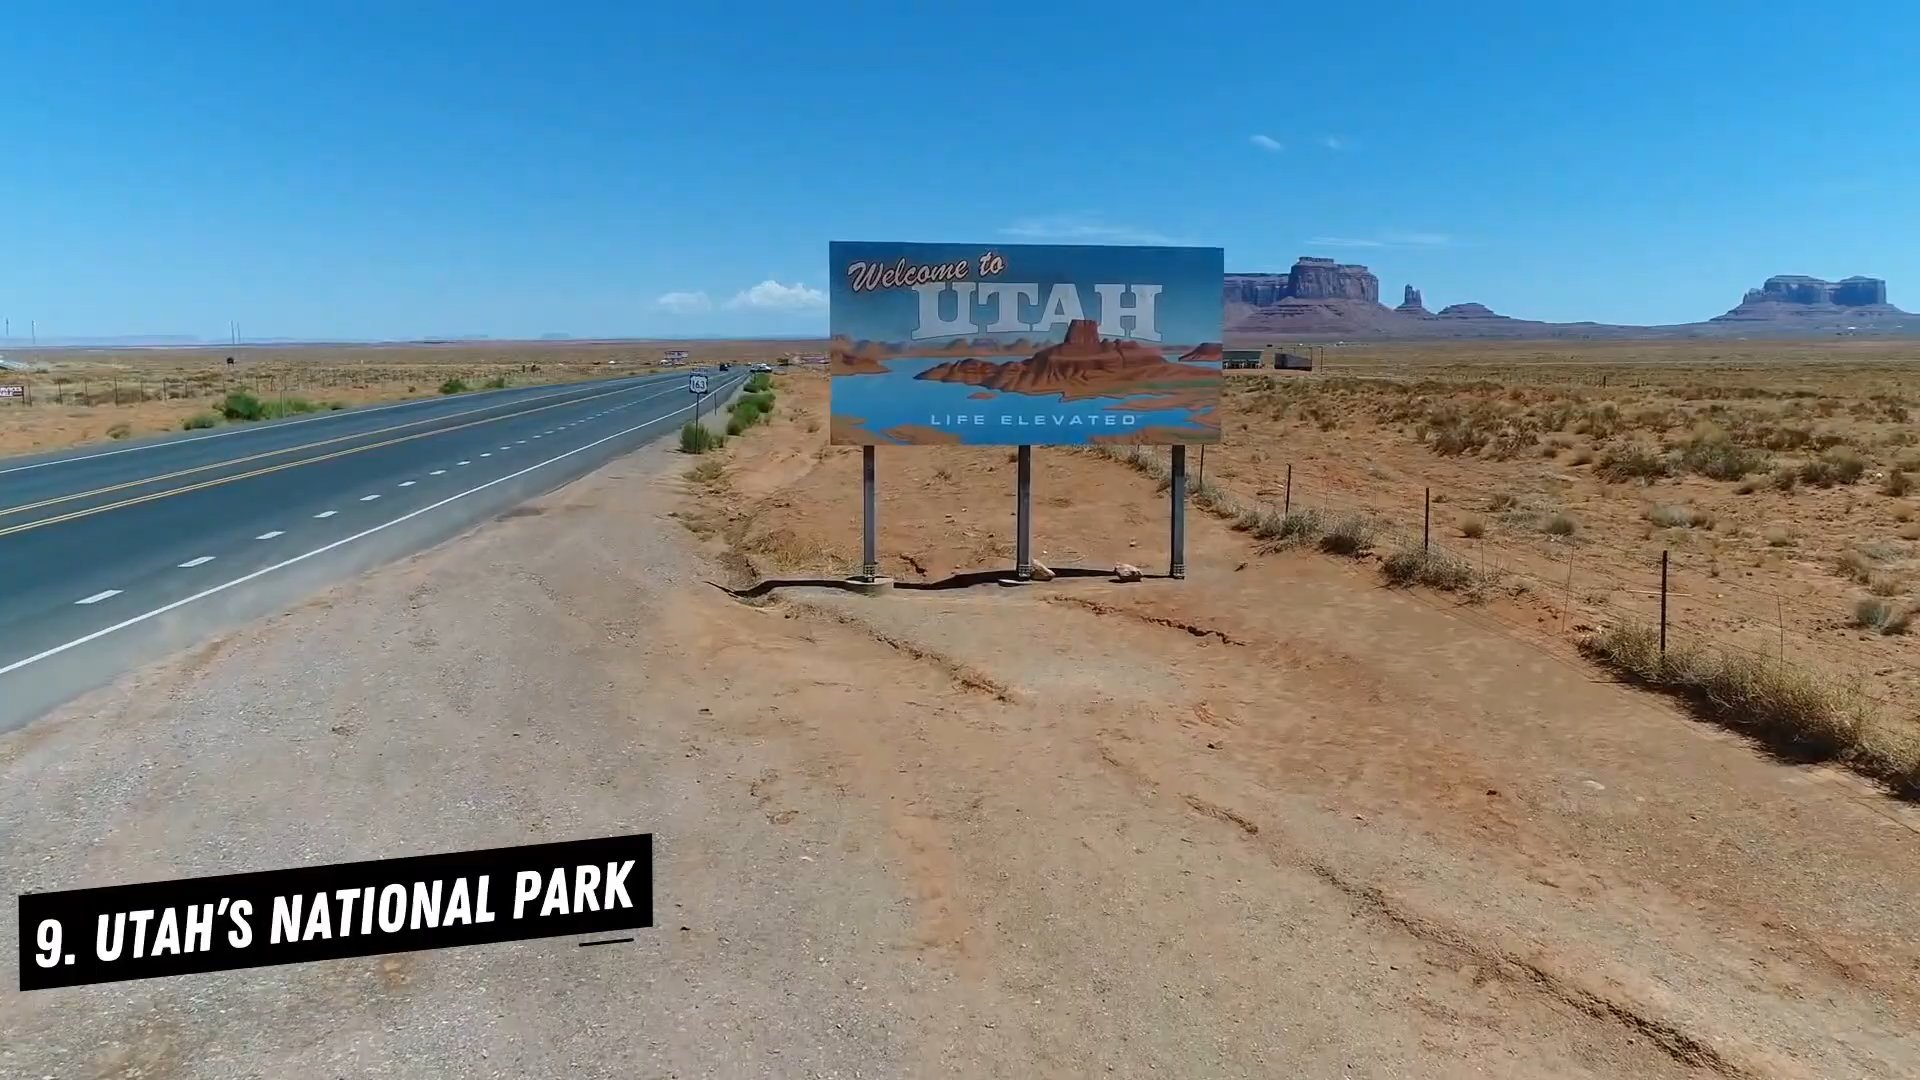 Welcome to
UTAH
LIFE ELEVATED
163
9. UTAH'S NATIONAL PARK